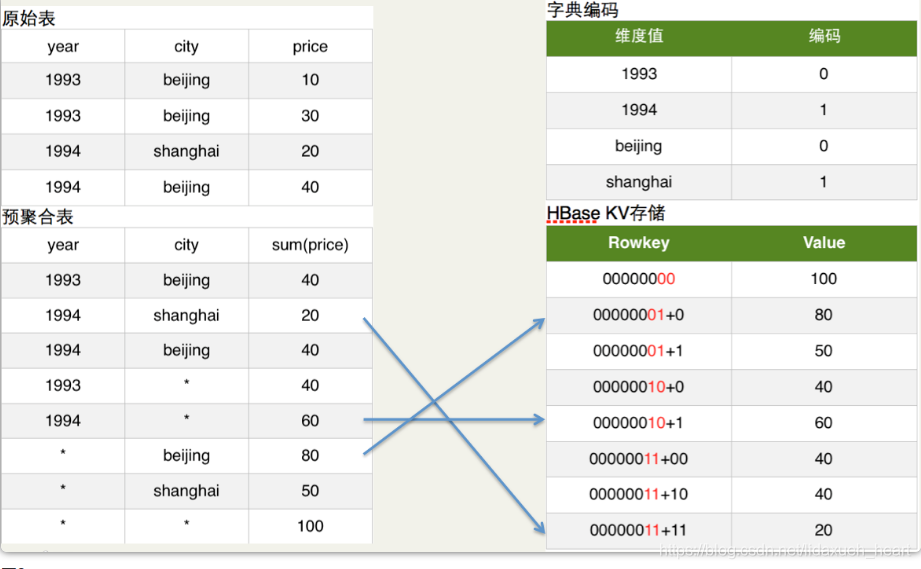 原始表
year city price
1993 beijing 10
1993 beijing 30
1994 shanghai 20
1994 beijing 40
预聚合表
year city sum(price)
1993 beijing 40
1994 shanghai 20
1994 beijing 40
1993 * 40
1994 * 60
* beijing 80
* shanghai 50
* * 100
字典编码
维度值 编码
1993 0
1994 1
beijing 0
shanghai 1
HBase KV存储
Rowkey Value
00000000 100
00000001+0 80
00000001+1 50
00000010+0 40
00000010+1 60
00000011+00 40
00000011+10 40
00000011+11 20
https://blog.csdn.net/lidaxueh_heart